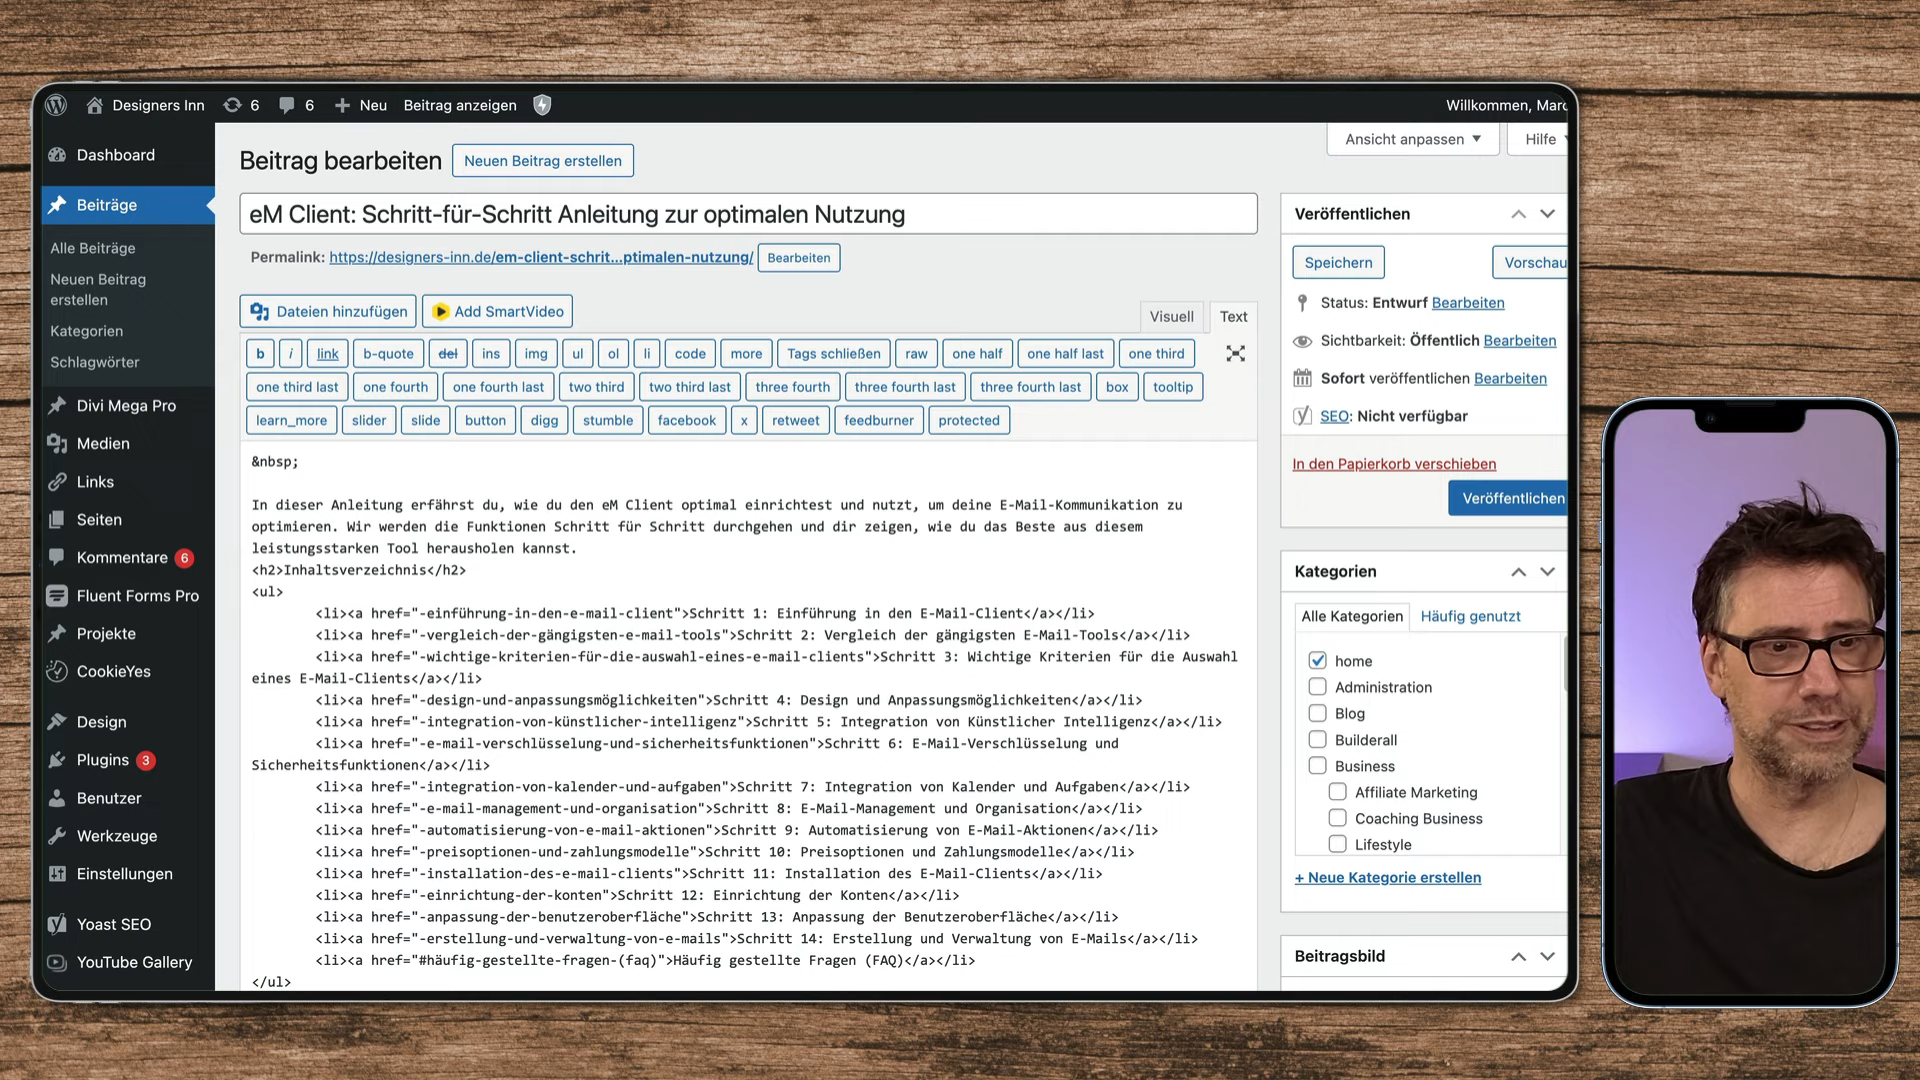 Designers Inn
6
6
Neu
Beitrag anzeigen
Willkommen, Marc
Dashboard
Beiträge
Alle Beiträge
Neuen Beitrag
erstellen
Kategorien
Schlagwörter
Divi Mega Pro
Medien
Links
Seiten
Kommentare 6
Fluent Forms Pro
Projekte
CookieYes
Design
Plugins 3
Benutzer
Werkzeuge
Einstellungen
Yoast SEO
YouTube Gallery
Ansicht anpassen
Hilfe
Beitrag bearbeiten
Neuen Beitrag erstellen
eM Client: Schritt-für-Schritt Anleitung zur optimalen Nutzung
Permalink: https://designers-inn.de/em-client-schrit...ptimalen-nutzung/ Bearbeiten
Dateien hinzufügen
Add SmartVideo
Visuell
Text
b i link b-quote del ins img ul ol li code more Tags schließen raw one half one half last one third
one third last one fourth one fourth last two third two third last three fourth three fourth last three fourth last box tooltip
learn_more slider slide button digg stumble facebook x retweet feedburner protected
&nbsp;
In dieser Anleitung erfährst du, wie du den eM Client optimal einrichtest und nutzt, um deine E-Mail-Kommunikation zu
optimieren. Wir werden die Funktionen Schritt für Schritt durchgehen und dir zeigen, wie du das Beste aus diesem
leistungsstarken Tool herausholen kannst.
<h2>Inhaltsverzeichnis</h2>
<ul>
<li><a href="-einführung-in-den-e-mail-client">Schritt 1: Einführung in den E-Mail-Client</a></li>
<li><a href="-vergleich-der-gängigsten-e-mail-tools">Schritt 2: Vergleich der gängigsten E-Mail-Tools</a></li>
<li><a href="-wichtige-kriterien-für-die-auswahl-eines-e-mail-clients">Schritt 3: Wichtige Kriterien für die Auswahl
eines E-Mail-Clients</a></li>
<li><a href="-design-und-anpassungsmöglichkeiten">Schritt 4: Design und Anpassungsmöglichkeiten</a></li>
<li><a href="-integration-von-künstlicher-intelligenz">Schritt 5: Integration von Künstlicher Intelligenz</a></li>
<li><a href="-e-mail-verschlüsselung-und-sicherheitsfunktionen">Schritt 6: E-Mail-Verschlüsselung und
Sicherheitsfunktionen</a></li>
<li><a href="-integration-von-kalender-und-aufgaben">Schritt 7: Integration von Kalender und Aufgaben</a></li>
<li><a href="-e-mail-management-und-organisation">Schritt 8: E-Mail-Management und Organisation</a></li>
<li><a href="-automatisierung-von-e-mail-aktionen">Schritt 9: Automatisierung von E-Mail-Aktionen</a></li>
<li><a href="-preisoptionen-und-zahlungsmodelle">Schritt 10: Preisoptionen und Zahlungsmodelle</a></li>
<li><a href="-installation-des-e-mail-clients">Schritt 11: Installation des E-Mail-Clients</a></li>
<li><a href="-einrichtung-der-konten">Schritt 12: Einrichtung der Konten</a></li>
<li><a href="-anpassung-der-benutzeroberfläche">Schritt 13: Anpassung der Benutzeroberfläche</a></li>
<li><a href="-erstellung-und-verwaltung-von-e-mails">Schritt 14: Erstellung und Verwaltung von E-Mails</a></li>
<li><a href="#häufig-gestellte-fragen-(faq)">Häufig gestellte Fragen (FAQ)</a></li>
</ul>
Veröffentlichen
Speichern
Vorschau
Status: Entwurf Bearbeiten
Sichtbarkeit: Öffentlich Bearbeiten
Sofort veröffentlichen Bearbeiten
SEO: Nicht verfügbar
In den Papierkorb verschieben
Veröffentlichen
Kategorien
Alle Kategorien
Häufig genutzt
home
Administration
Blog
Builderall
Business
Affiliate Marketing
Coaching Business
Lifestyle
+ Neue Kategorie erstellen
Beitragsbild